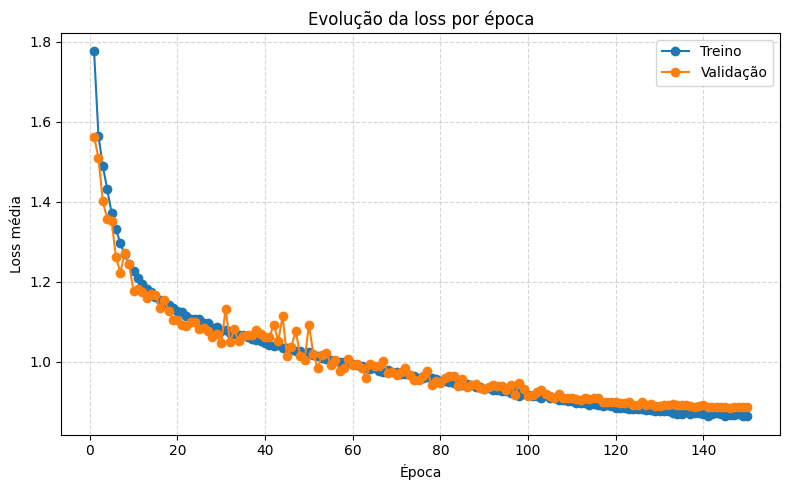 Evolução da loss por época
Treino
Validação
Loss média
1.8
1.6
1.4
1.2
1.0
0 20 40 60 80 100 120 140
Época